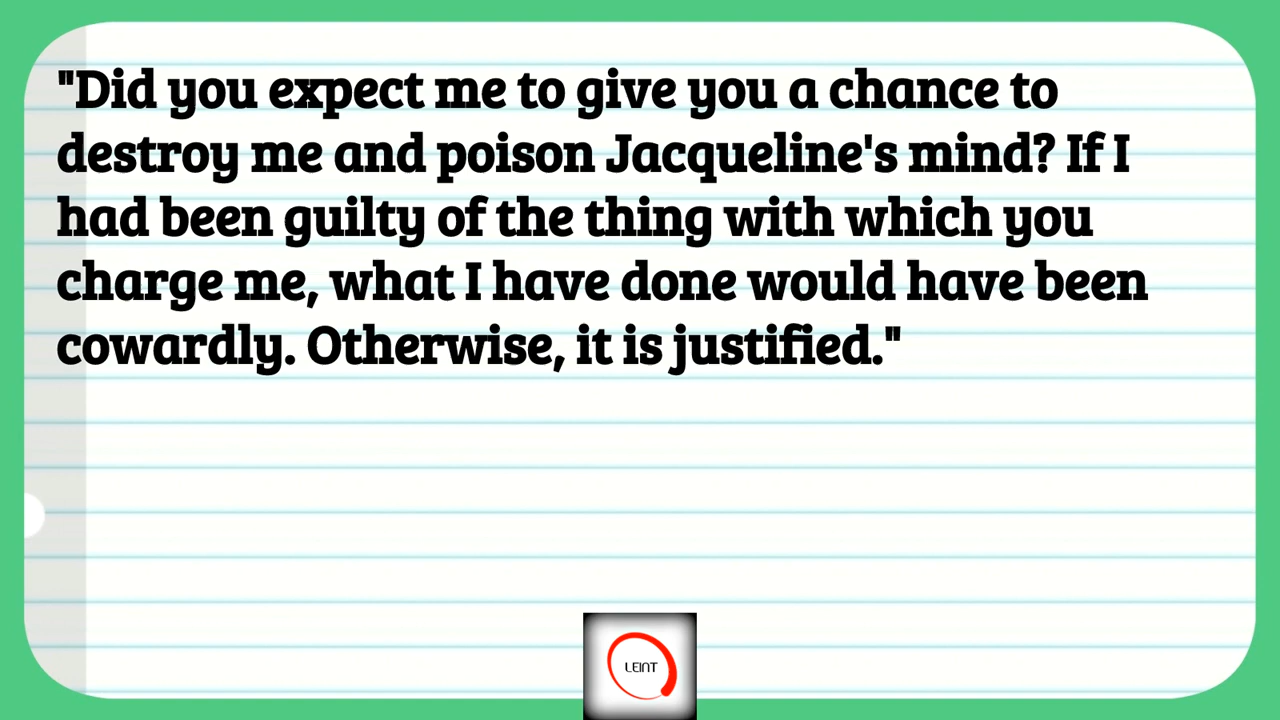 "Did you expect me to give you a chance to
destroy me and poison Jacqueline's mind? If I
had been guilty of the thing with which you
charge me, what I have done would have been
cowardly. Otherwise, it is justified."
LEINT